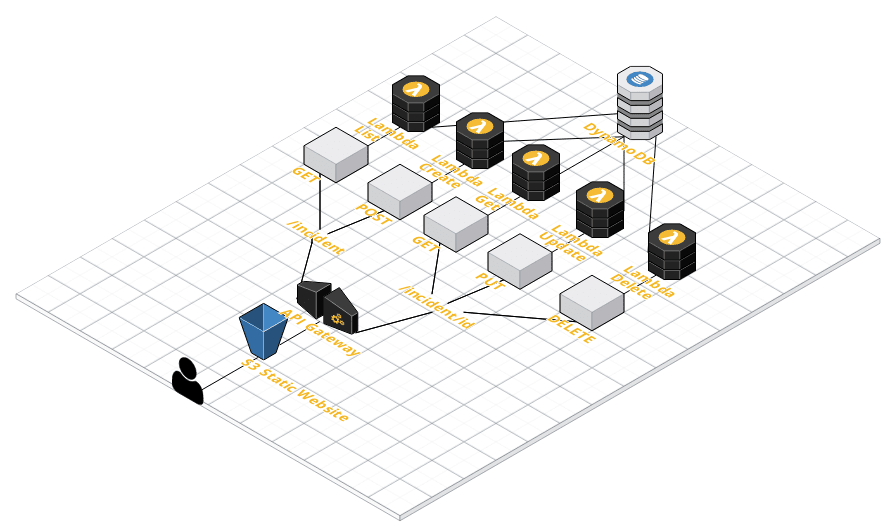 Lambda
List
GET
Lambda
Create
POST
Lambda
Get
GET
Lambda
Update
PUT
Lambda
Delete
DELETE
DynamoDB
/incident
/incident/id
API Gateway
S3 Static Website